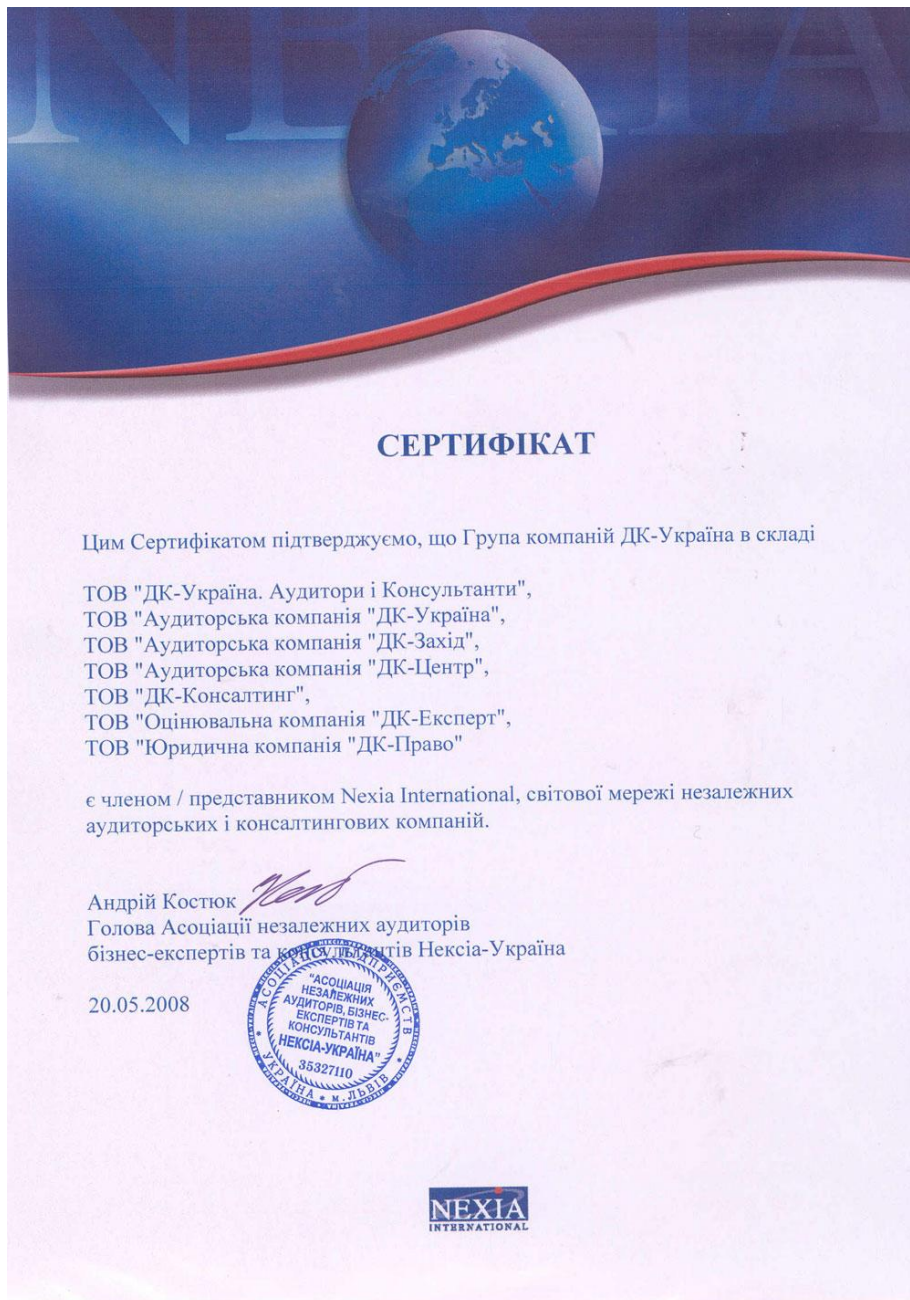 NEXIA
СЕРТИФІКАТ
Цим Сертифікатом підтверджуємо, що Група компаній ДК-Україна в складі
ТОВ "ДК-Україна. Аудитори і Консультанти",
ТОВ "Аудиторська компанія "ДК-Україна",
ТОВ "Аудиторська компанія "ДК-Захід",
ТОВ "Аудиторська компанія "ДК-Центр",
ТОВ "ДК-Консалтинг",
ТОВ "Оцінювальна компанія "ДК-Експерт",
ТОВ "Юридична компанія "ДК-Право"
є членом / представником Nexia International, світової мережі незалежних
аудиторських і консалтингових компаній.
Андрій Костюк
Голова Асоціації незалежних аудиторів
бізнес-експертів та консультантів Нексіа-Україна
20.05.2008
АСОЦІАЦІЯ ПІДПРИЄМСТВ
"АСОЦІАЦІЯ
НЕЗАЛЕЖНИХ
АУДИТОРІВ, БІЗНЕС-
ЕКСПЕРТІВ ТА
КОНСУЛЬТАНТІВ
НЕКСІА-УКРАЇНА"
35327110
УКРАЇНА * м. ЛЬВІВ
NEXIA
INTERNATIONAL